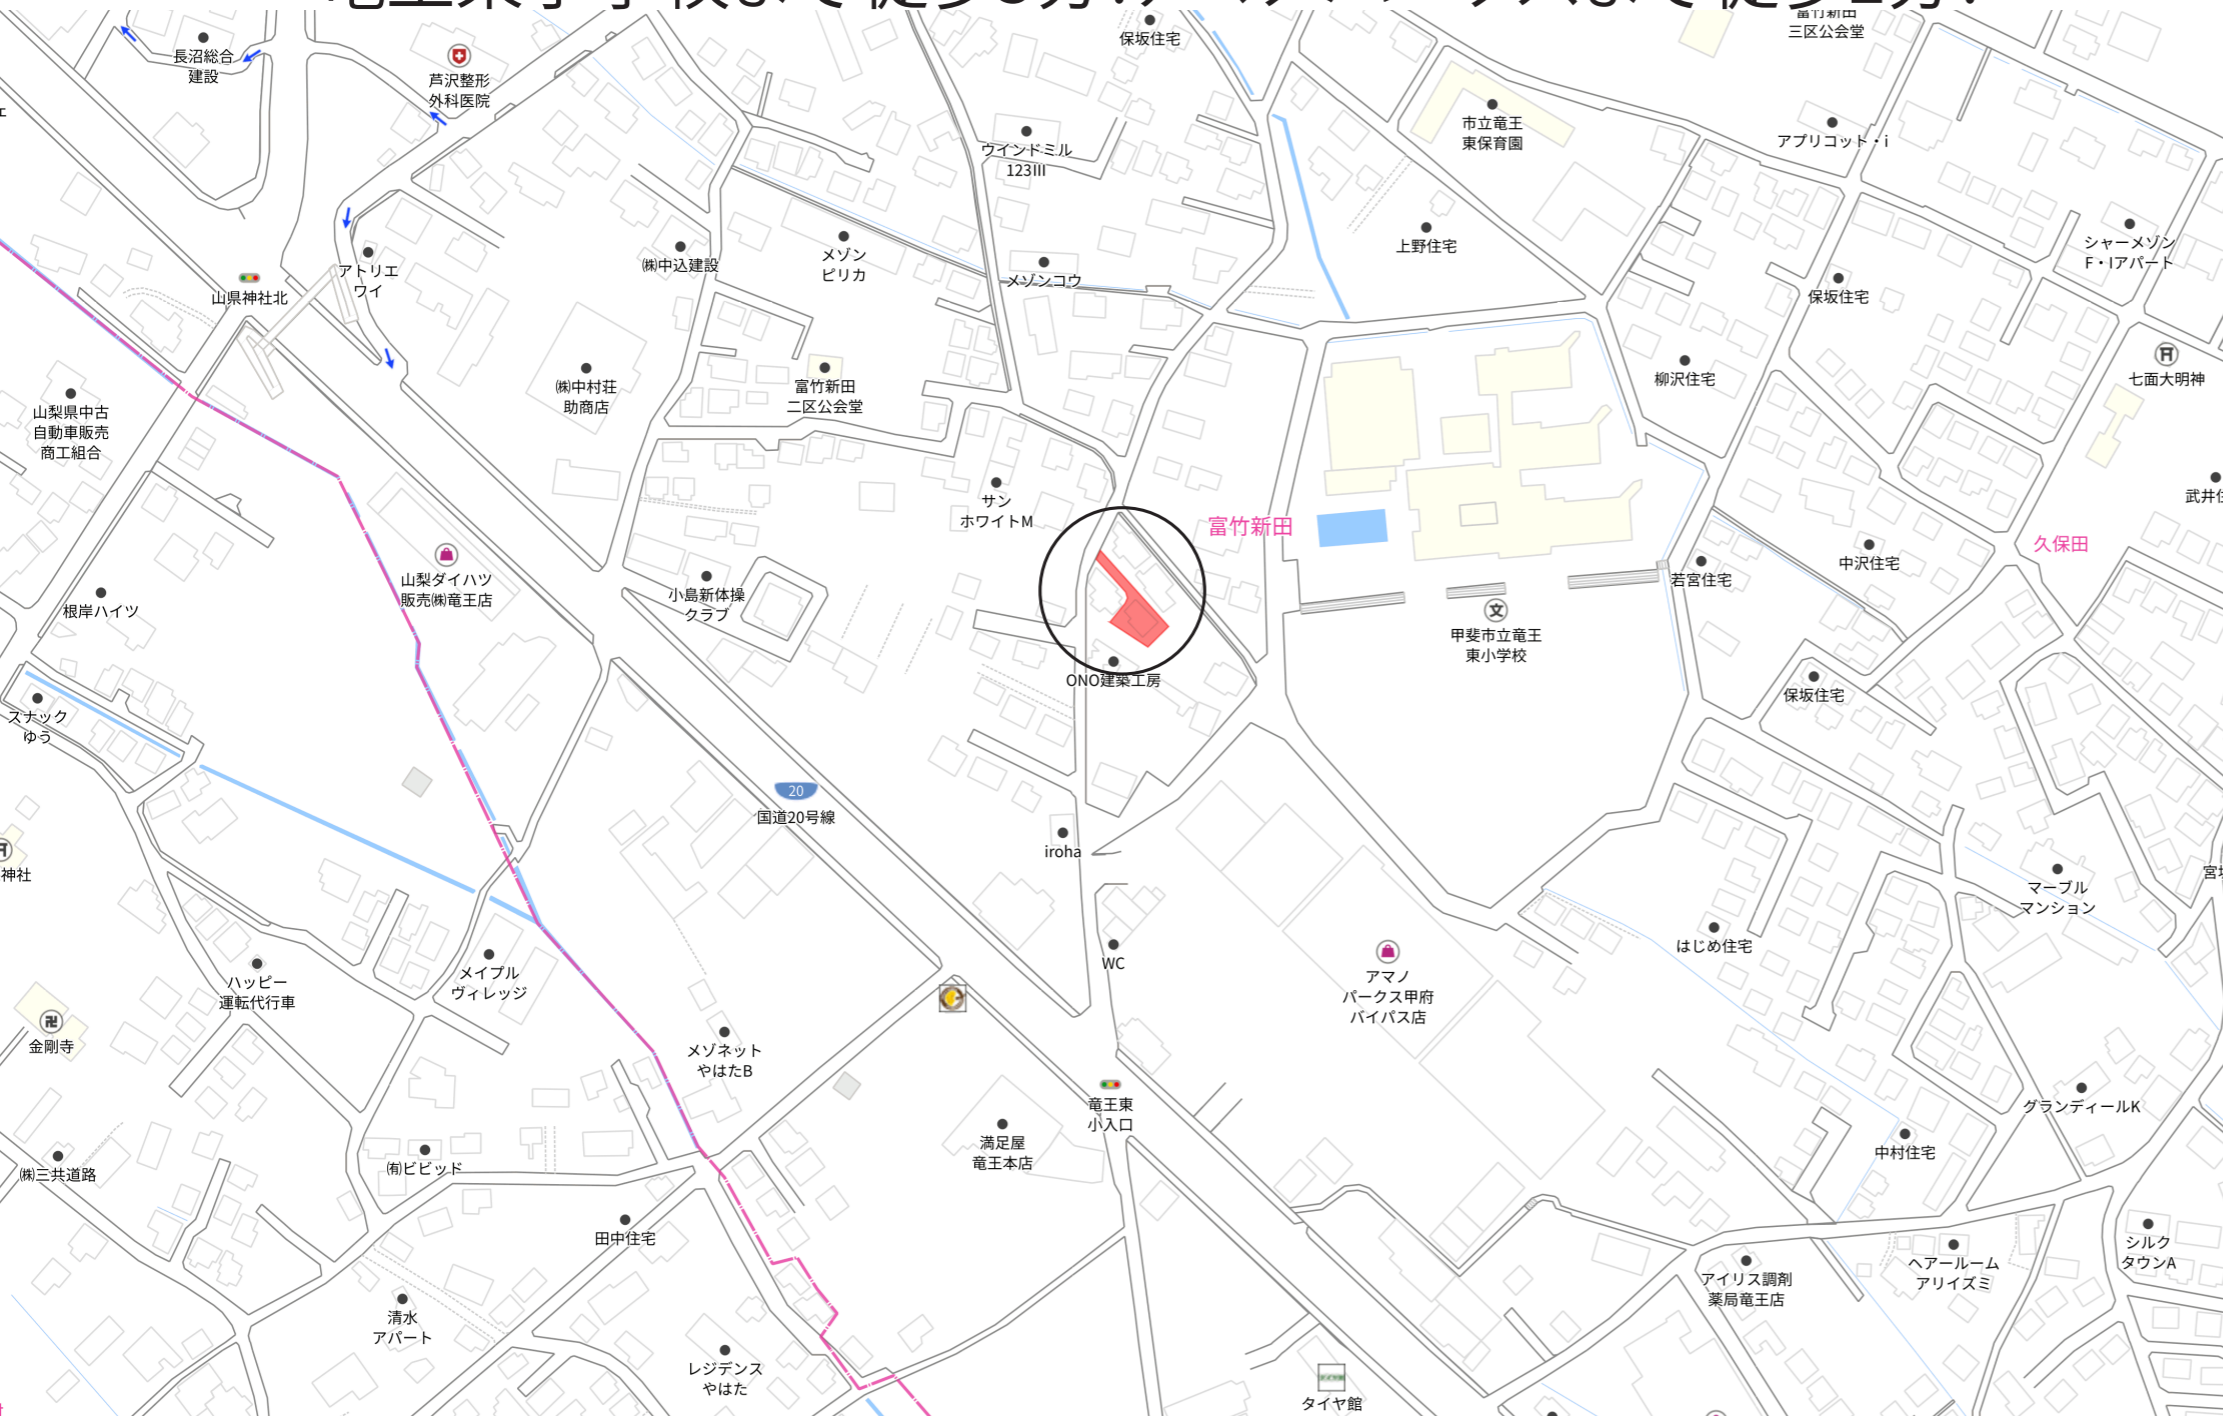 富竹新田
三区公会堂
長沼総合
建設
芦沢整形
外科医院
保坂住宅
ウインドミル
123III
市立竜王
東保育園
アプリコット・i
アトリエ
ワイ
山県神社北
㈱中込建設
メゾン
ピリカ
メゾンコウ
上野住宅
保坂住宅
シャーメゾン
F・Iアパート
七面大明神
柳沢住宅
山梨県中古
自動車販売
商工組合
㈱中村荘
助商店
富竹新田
二区公会堂
サン
ホワイトM
富竹新田
久保田
中沢住宅
若宮住宅
山梨ダイハツ
販売㈱竜王店
根岸ハイツ
小島新体操
クラブ
文
甲斐市立竜王
東小学校
ONO建築工房
保坂住宅
スナック
ゆう
20
国道20号線
iroha
神社
マーブル
マンション
はじめ住宅
WC
アマノ
パークス甲府
バイパス店
ハッピー
運転代行車
メイプル
ヴィレッジ
金剛寺
メゾネット
やはたB
竜王東
小入口
満足屋
竜王本店
グランディールK
中村住宅
㈱三共道路
㈲ビビッド
田中住宅
シルク
タウンA
ヘアールーム
アリイズミ
アイリス調剤
薬局竜王店
清水
アパート
レジデンス
やはた
タイヤ館